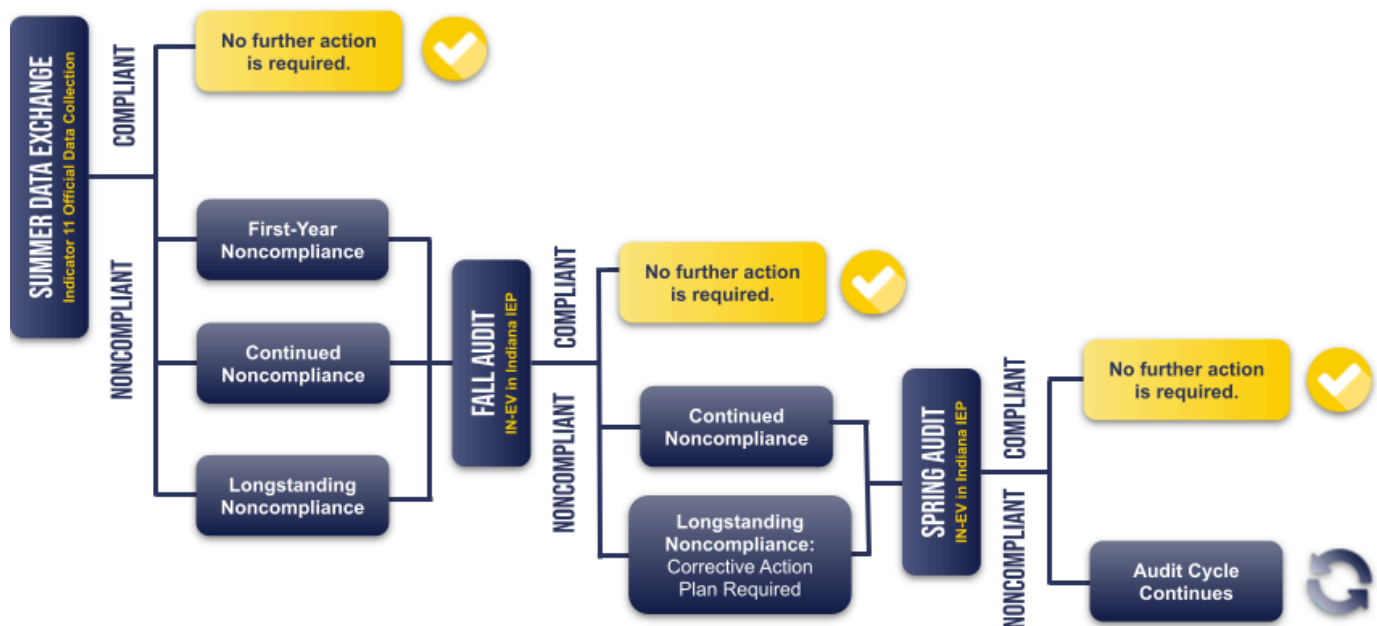 SUMMER DATA EXCHANGE
Indicator 11 Official Data Collection
COMPLIANT
No further action
is required.
NONCOMPLIANT
First-Year
Noncompliance
Continued
Noncompliance
Longstanding
Noncompliance
FALL AUDIT
IN-EV in Indiana IEP
COMPLIANT
No further action
is required.
NONCOMPLIANT
Continued
Noncompliance
Longstanding
Noncompliance:
Corrective Action
Plan Required
SPRING AUDIT
IN-EV in Indiana IEP
COMPLIANT
No further action
is required.
NONCOMPLIANT
Audit Cycle
Continues